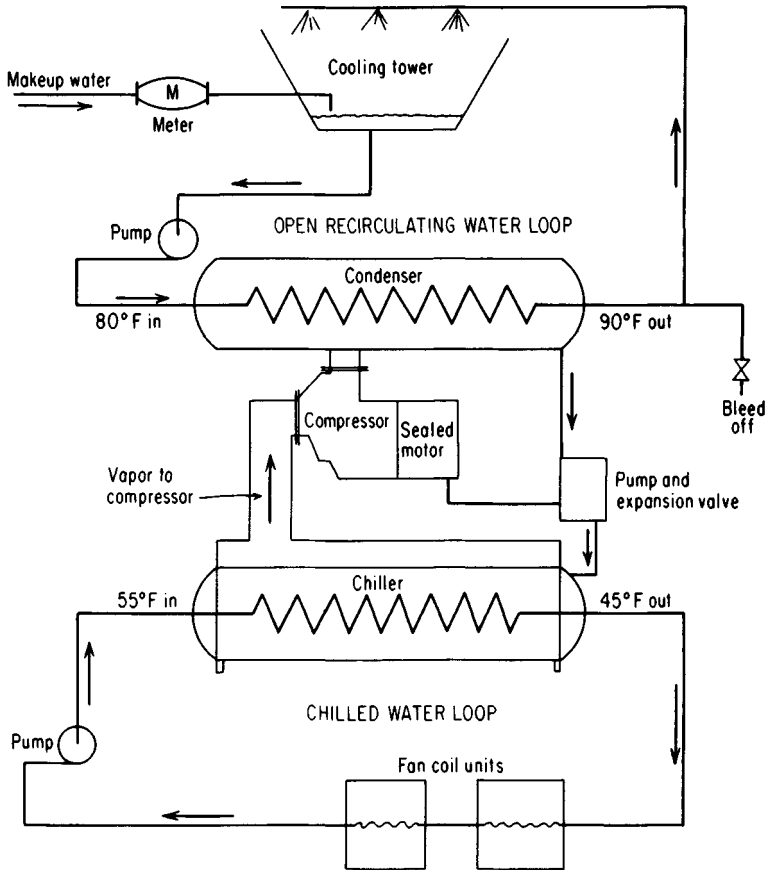 Cooling tower
Makeup water
M
Meter
Pump
OPEN RECIRCULATING WATER LOOP
Condenser
80°F in
90°F out
Bleed
off
Compressor
Sealed
motor
Vapor to
compressor
Pump and
expansion valve
Chiller
55°F in
45°F out
CHILLED WATER LOOP
Pump
Fan coil units